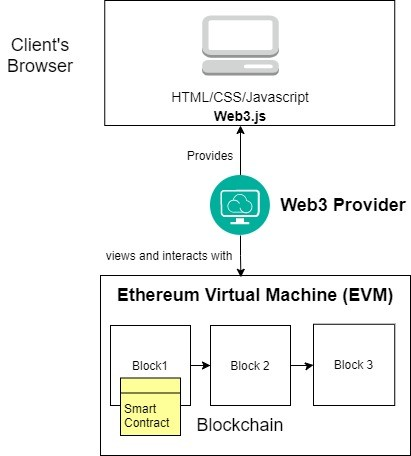 Client's
Browser
HTML/CSS/Javascript
Web3.js
Provides
Web3 Provider
views and interacts with
Ethereum Virtual Machine (EVM)
Block1
Block 2
Block 3
Smart
Contract
Blockchain